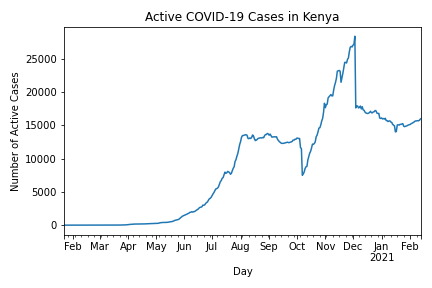 Active COVID-19 Cases in Kenya
Number of Active Cases
25000
20000
15000
10000
5000
0
Feb Mar Apr May Jun Jul Aug Sep Oct Nov Dec Jan Feb
2021
Day